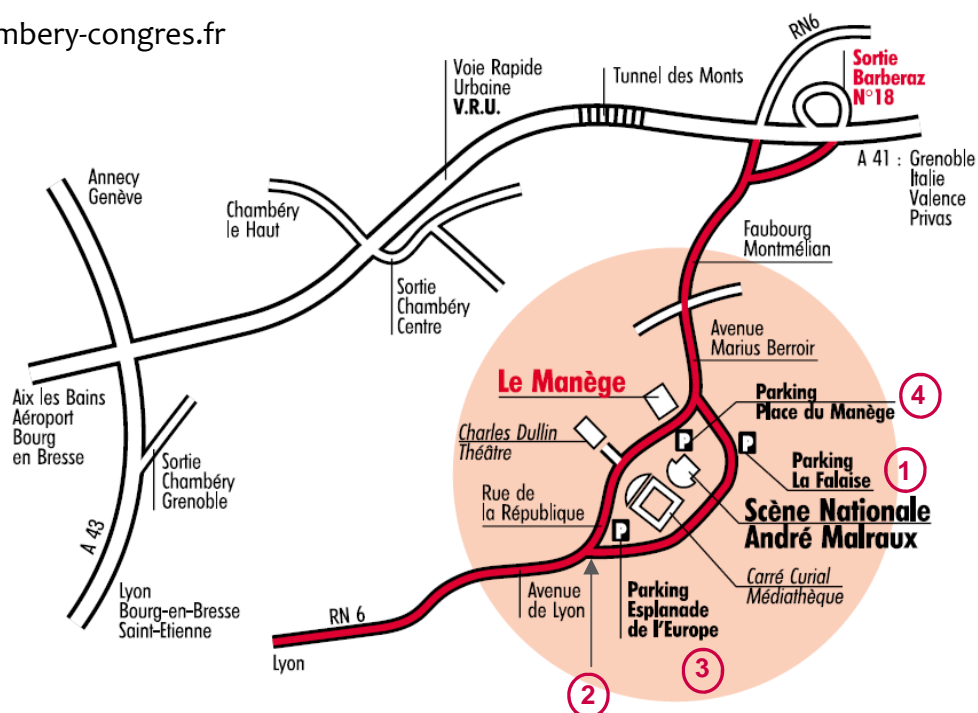 mbery-congres.fr
RN6
Sortie
Barberaz
N°18
Voie Rapide
Urbaine
V.R.U.
Tunnel des Monts
A 41 : Grenoble
Italie
Valence
Privas
Annecy
Genève
Chambéry
le Haut
Faubourg
Montmélian
Sortie
Chambéry
Centre
Avenue
Marius Berroir
Aix les Bains
Aéroport
Bourg
en Bresse
Le Manège
Parking
Place du Manège
4
Charles Dullin
Théâtre
P
P
Parking
La Falaise
1
Sortie
Chambéry
Grenoble
Rue de
la République
Scène Nationale
André Malraux
P
A 43
Carré Curial
Médiathèque
Lyon
Bourg-en-Bresse
Saint-Etienne
RN 6
Avenue
de Lyon
Parking
Esplanade
de l'Europe
Lyon
3
2